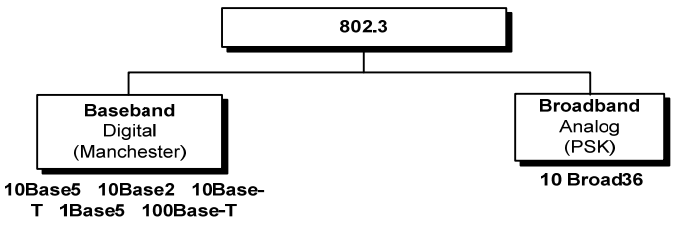 802.3
Baseband
Digital
(Manchester)
Broadband
Analog
(PSK)
10Base5 10Base2 10Base-
T 1Base5 100Base-T
10 Broad36